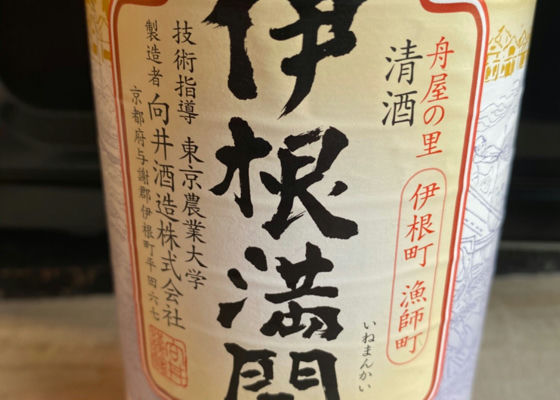 舟屋の里
伊根町 漁師町
清酒
伊根満開
いねまんかい
技術指導 東京農業大学
製造者 向井酒造株式会社
京都府与謝郡伊根町平田六七